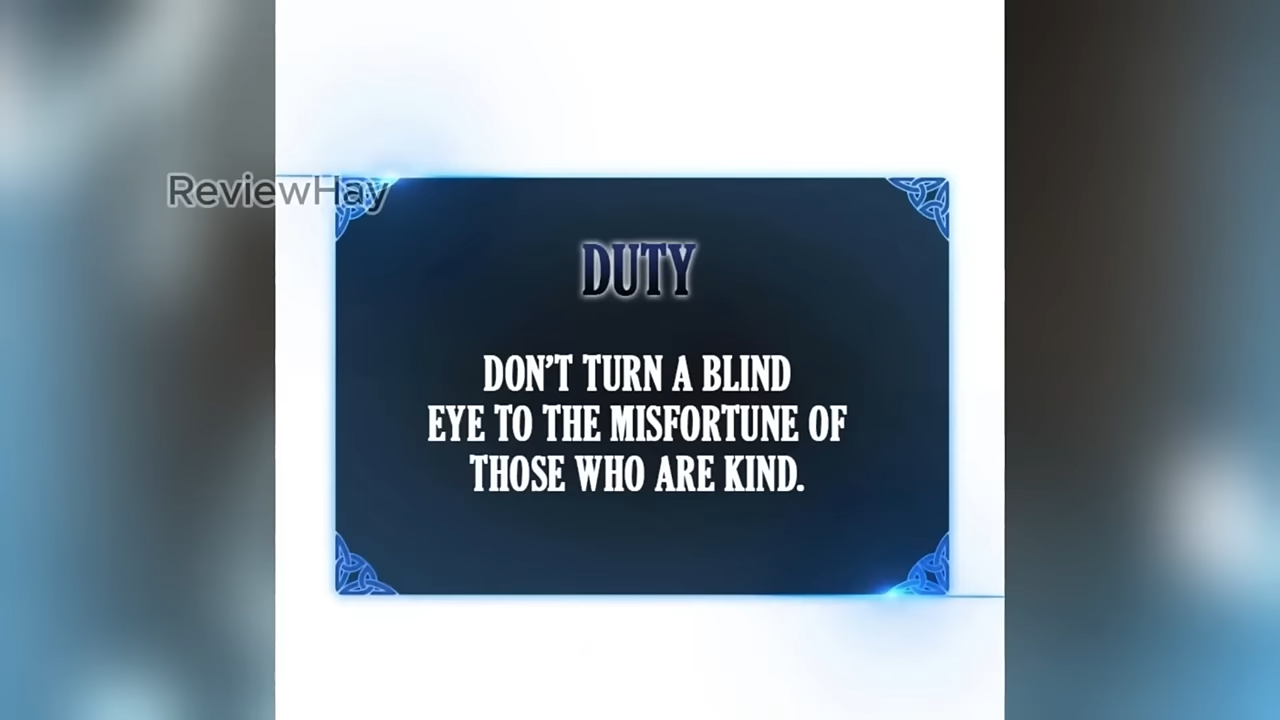 ReviewHay
DUTY
DON'T TURN A BLIND
EYE TO THE MISFORTUNE OF
THOSE WHO ARE KIND.